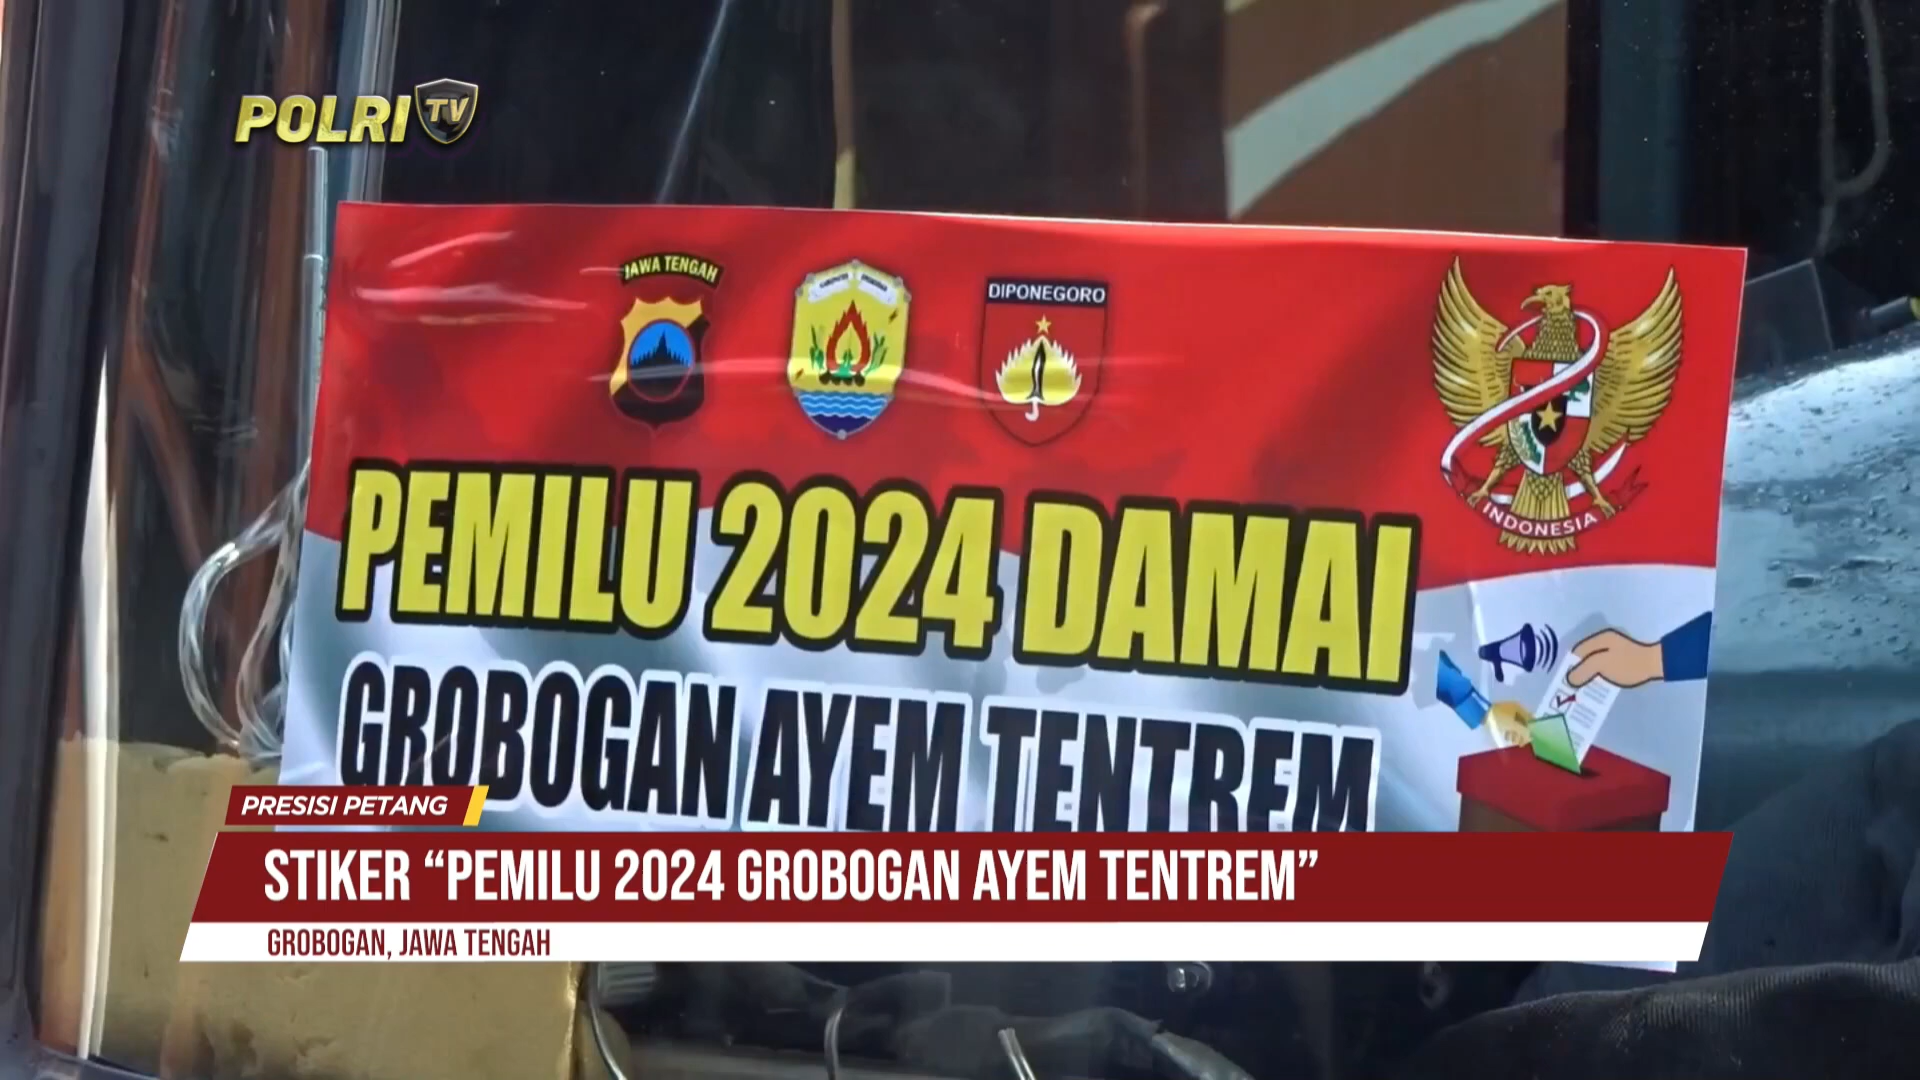 POLRI TV
JAWA TENGAH
DIPONEGORO
INDONESIA
PEMILU 2024 DAMAI
GROBOGAN AYEM TENTREM
PRESISI PETANG
STIKER “PEMILU 2024 GROBOGAN AYEM TENTREM”
GROBOGAN, JAWA TENGAH